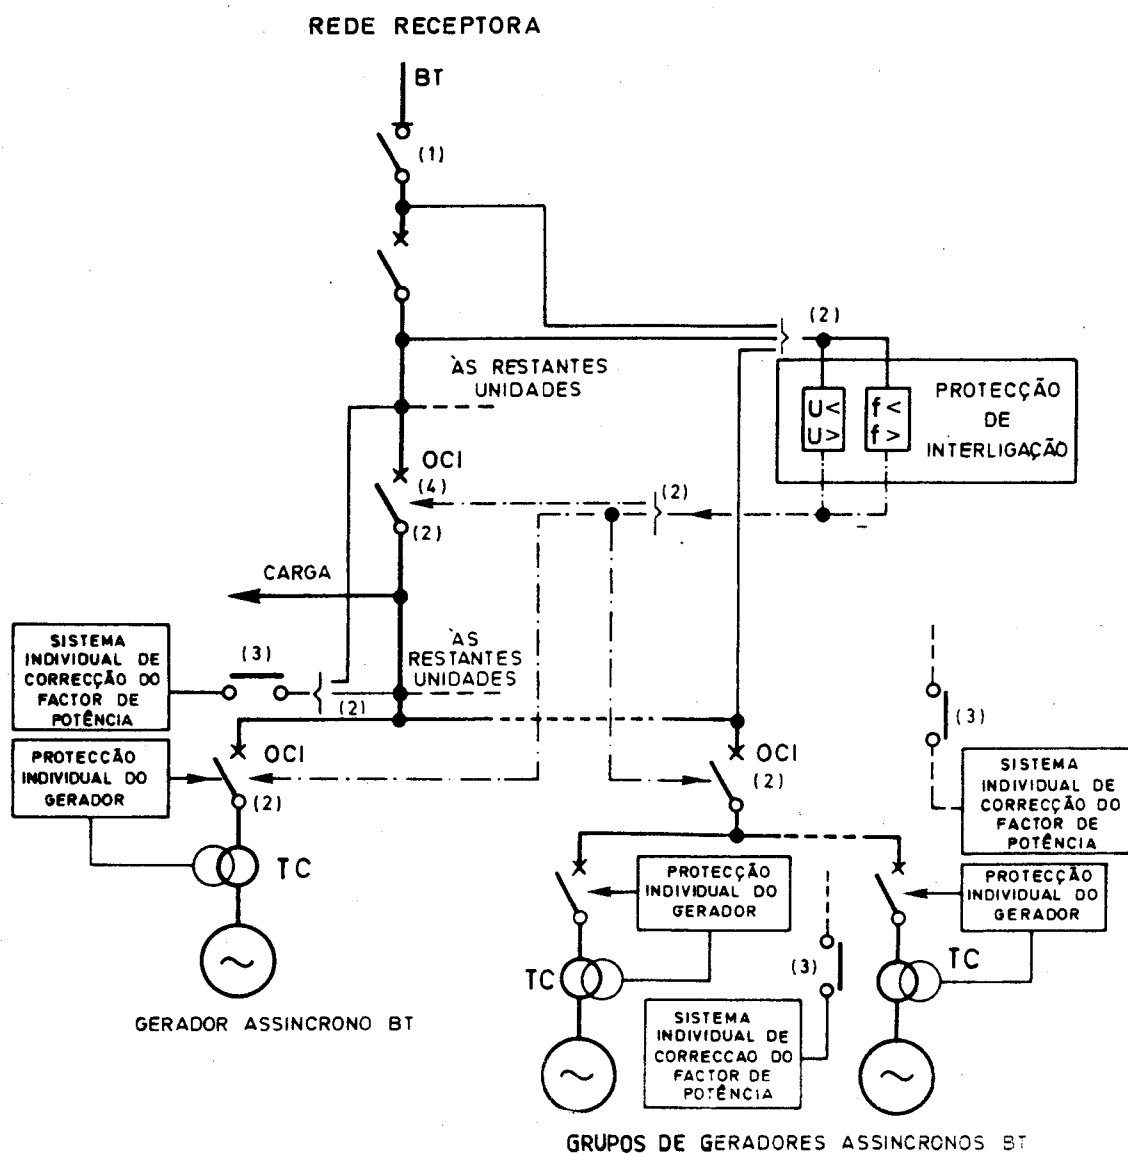 REDE RECEPTORA
BT
(1)
(2)
ÀS RESTANTES
UNIDADES
U<
U>
f<
f>
PROTECÇÃO
DE
INTERLIGAÇÃO
OCI
(4)
(2)
(2)
CARGA
SISTEMA
INDIVIDUAL DE
CORRECÇÃO DO
FACTOR DE
POTÊNCIA
(3)
(2)
ÀS
RESTANTES
UNIDADES
(3)
PROTECCÃO
INDIVIDUAL DO
GERADOR
OCI
(2)
OCI
(2)
SISTEMA
INDIVIDUAL DE
CORRECÇÃO DO
FACTOR DE
POTÊNCIA
TC
PROTECÇÃO
INDIVIDUAL DO
GERADOR
PROTECÇÃO
INDIVIDUAL DO
GERADOR
TC
(3)
TC
GERADOR ASSINCRONO BT
SISTEMA
INDIVIDUAL DE
CORRECCAO DO
FACTOR DE
POTÊNCIA
GRUPOS DE GERADORES ASSINCRONOS BT